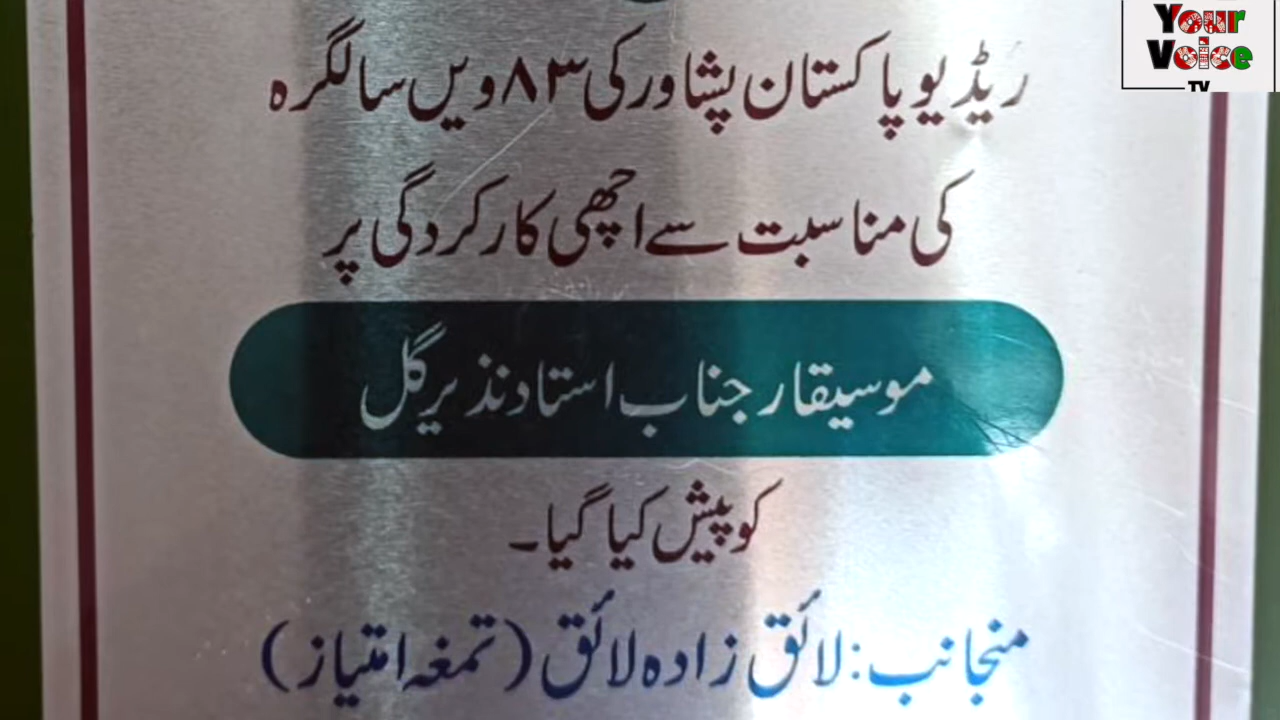 Your
Voice
TV
ریڈیو پاکستان پشاور کی ۸۳ ویں سالگرہ
کی مناسبت سے اچھی کارکردگی پر
موسیقار جناب استاد نذیر گل
کو پیش کیا گیا۔
منجانب: لائق زادہ لائق (تمغہ امتیاز)